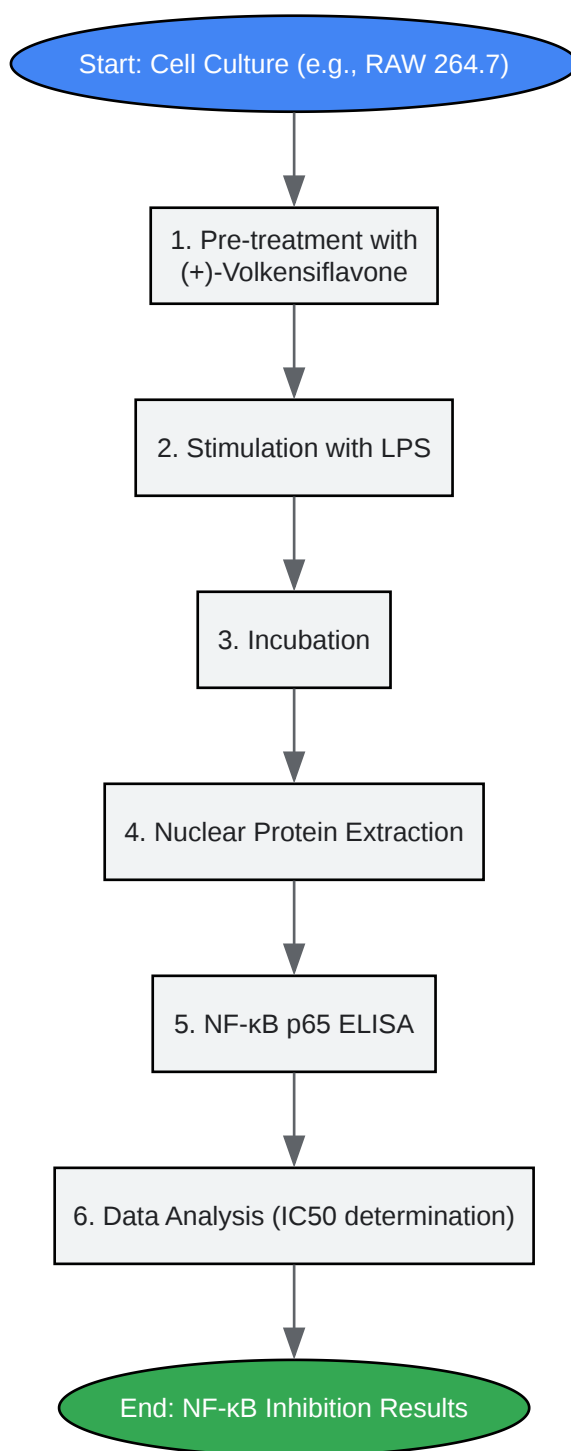 Start: Cell Culture (e.g., RAW 264.7)
1. Pre-treatment with
(+)-Volkensiflavone
2. Stimulation with LPS
3. Incubation
4. Nuclear Protein Extraction
5. NF-κB p65 ELISA
6. Data Analysis (IC50 determination)
End: NF-κB Inhibition Results